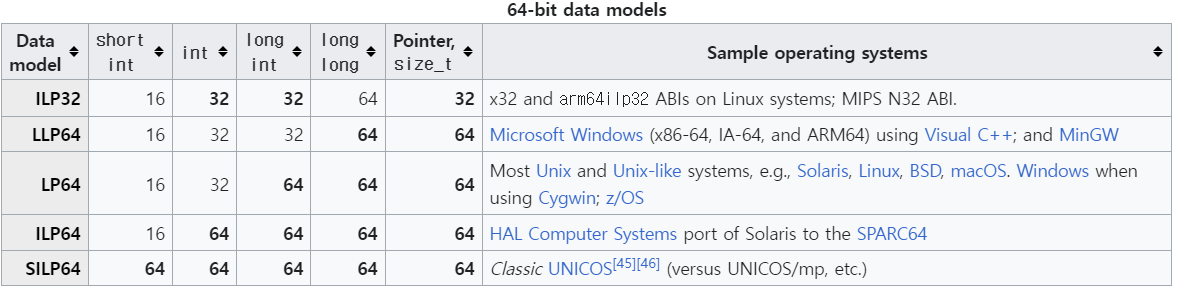 64-bit data models
Data model | short int | int | long int | long long | Pointer, size_t | Sample operating systems
ILP32 | 16 | 32 | 32 | 64 | 32 | x32 and arm64ilp32 ABIs on Linux systems; MIPS N32 ABI.
LLP64 | 16 | 32 | 32 | 64 | 64 | Microsoft Windows (x86-64, IA-64, and ARM64) using Visual C++; and MinGW
LP64 | 16 | 32 | 64 | 64 | 64 | Most Unix and Unix-like systems, e.g., Solaris, Linux, BSD, macOS. Windows when
using Cygwin; z/OS
ILP64 | 16 | 64 | 64 | 64 | 64 | HAL Computer Systems port of Solaris to the SPARC64
SILP64 | 64 | 64 | 64 | 64 | 64 | Classic UNICOS[45][46] (versus UNICOS/mp, etc.)